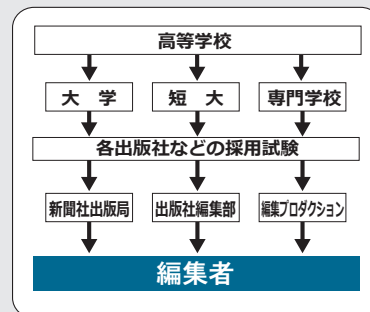 高等学校
大学 短大 専門学校
各出版社などの採用試験
新聞社出版局 出版社編集部 編集プロダクション
編集者